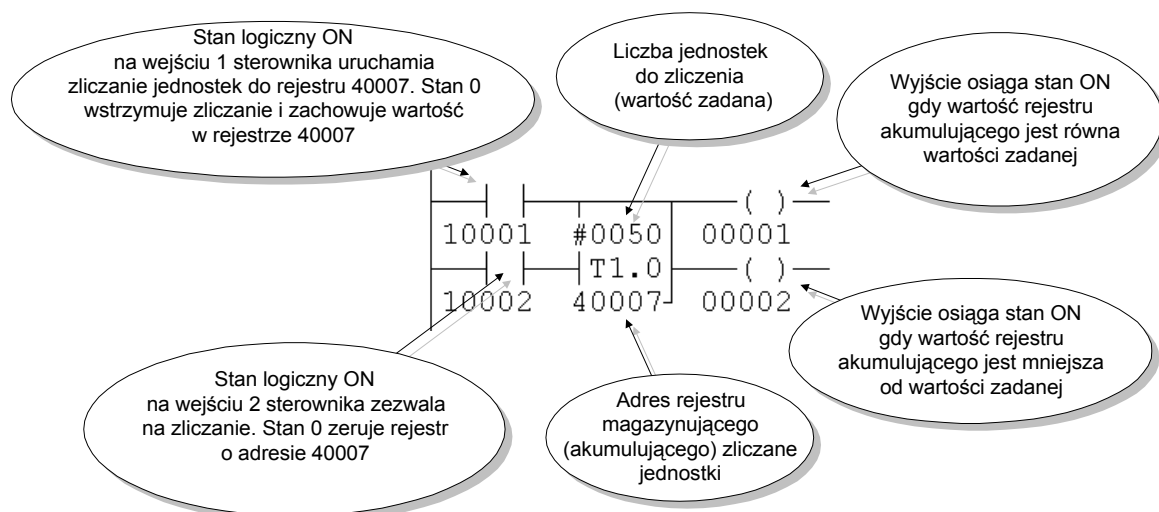 Stan logiczny ON
na wejściu 1 sterownika uruchamia
zliczanie jednostek do rejestru 40007. Stan 0
wstrzymuje zliczanie i zachowuje wartość
w rejestrze 40007
Liczba jednostek
do zliczenia
(wartość zadana)
Wyjście osiąga stan ON
gdy wartość rejestru
akumulującego jest równa
wartości zadanej
( )
10001 #0050 00001
T1.0 ( )
10002 40007 00002
Wyjście osiąga stan ON
gdy wartość rejestru
akumulującego jest mniejsza
od wartości zadanej
Stan logiczny ON
na wejściu 2 sterownika zezwala
na zliczanie. Stan 0 zeruje rejestr
o adresie 40007
Adres rejestru
magazynującego
(akumulującego) zliczane
jednostki